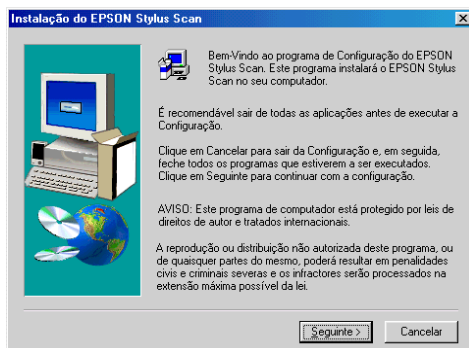 Instalação do EPSON Stylus Scan
Bem-Vindo ao programa de Configuração do EPSON
Stylus Scan. Este programa instalará o EPSON Stylus
Scan no seu computador.
É recomendável sair de todas as aplicações antes de executar a
Configuração.
Clique em Cancelar para sair da Configuração e, em seguida,
feche todos os programas que estiverem a ser executados.
Clique em Seguinte para continuar com a configuração.
AVISO: Este programa de computador está protegido por leis de
direitos de autor e tratados internacionais.
A reprodução ou distribuição não autorizada deste programa, ou
de quaisquer partes do mesmo, poderá resultar em penalidades
civis e criminais severas e os infractores serão processados na
extensão máxima possível da lei.
Seguinte >
Cancelar